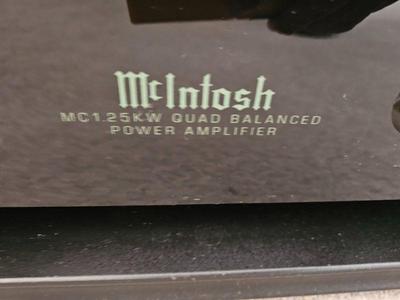 McIntosh
MC1.25KW QUAD BALANCED
POWER AMPLIFIER